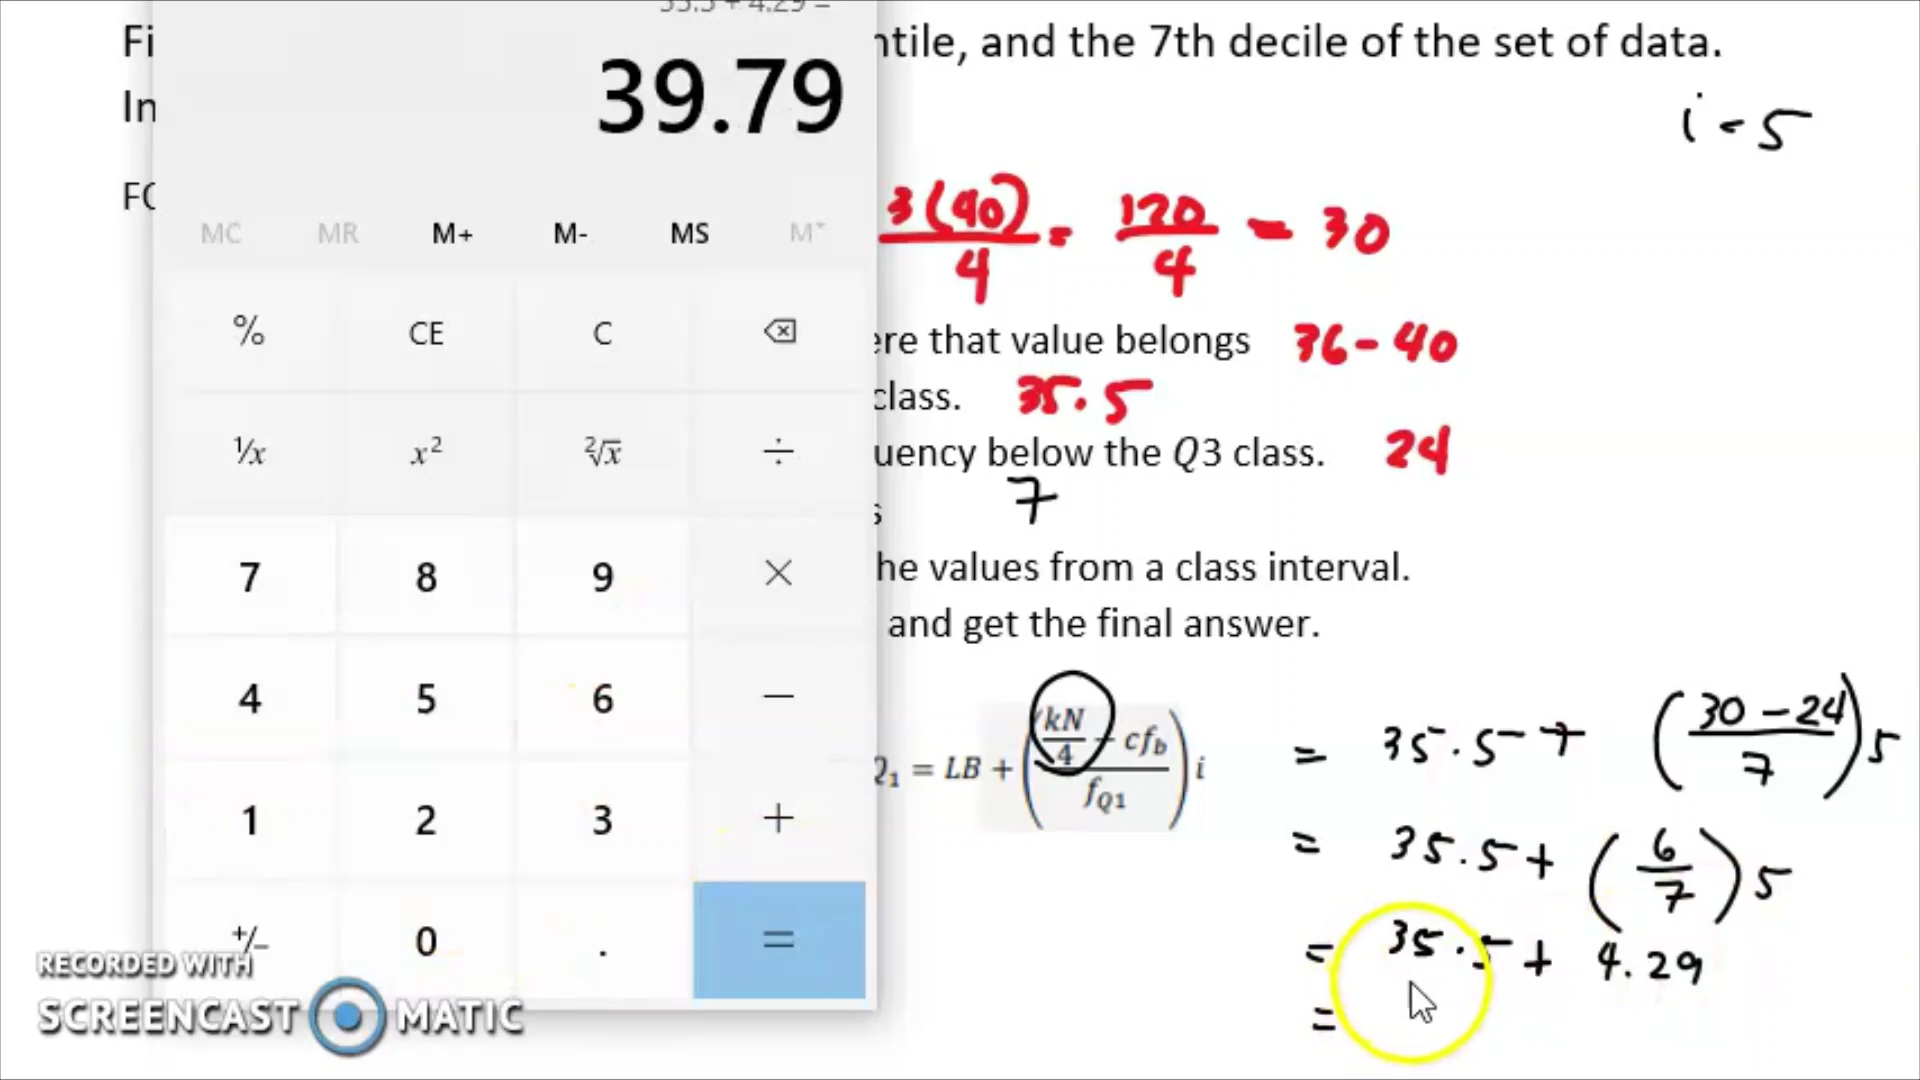 Fi
ntile, and the 7th decile of the set of data.
In
i = 5
FO
3(40)/4 = 120/4 = 30
ere that value belongs 36-40
class. 35.5
uency below the Q3 class. 24
s 7
he values from a class interval.
and get the final answer.
Q₁ = LB + (kN/4 - cf_b / f_Q1) i
= 35.5 + (30-24/7) 5
= 35.5 + (6/7) 5
= 35.5 + 4.29
=
35.5 + 4.29 =
39.79
MC MR M+ M- MS M˅
% CE C
¹/x x² ²√x ÷
7 8 9 ×
4 5 6 −
1 2 3 +
+/− 0 . =
RECORDED WITH
SCREENCAST MATIC